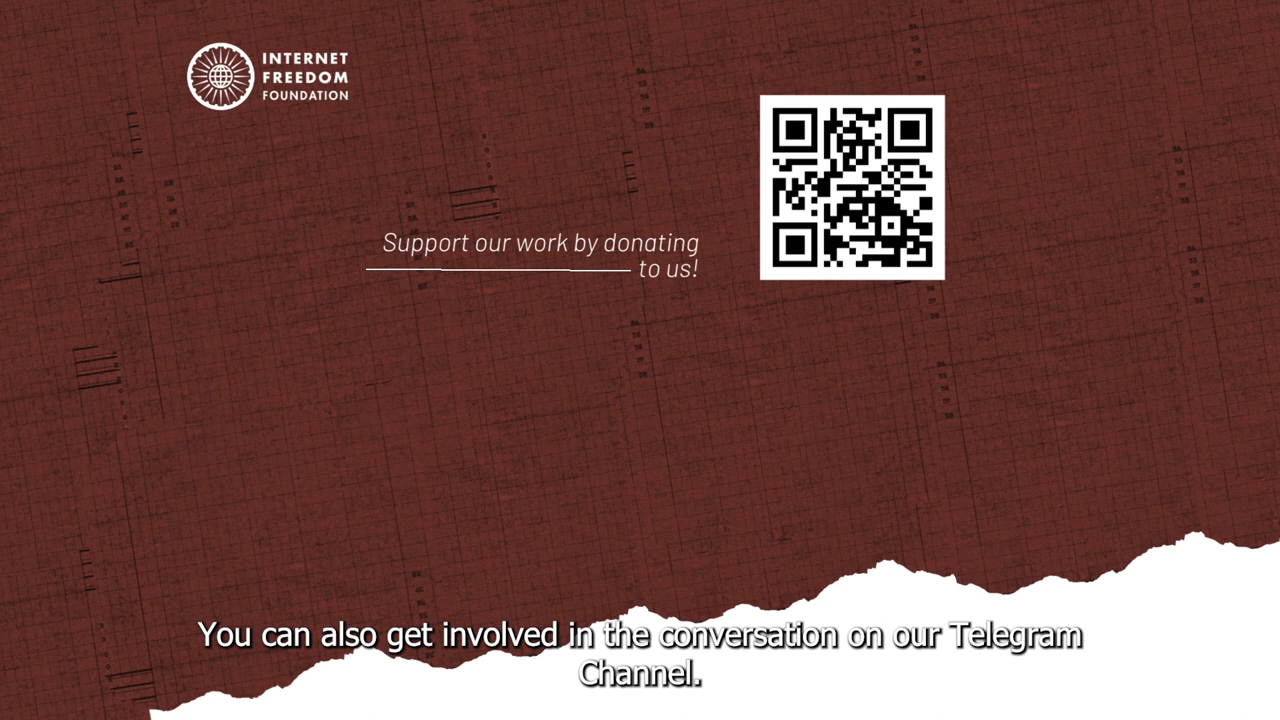 INTERNET
FREEDOM
FOUNDATION
Support our work by donating
to us!
You can also get involved in the conversation on our Telegram
Channel.